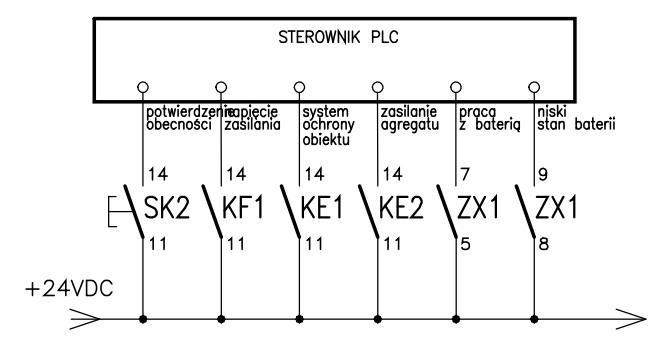 STEROWNIK PLC
potwierdzenie
obecności
napięcie
zasilania
system
ochrony
obiektu
zasilanie
agregatu
praca
z baterią
niski
stan baterii
14 14 14 14 7 9
SK2 KF1 KE1 KE2 ZX1 ZX1
11 11 11 11 5 8
+24VDC